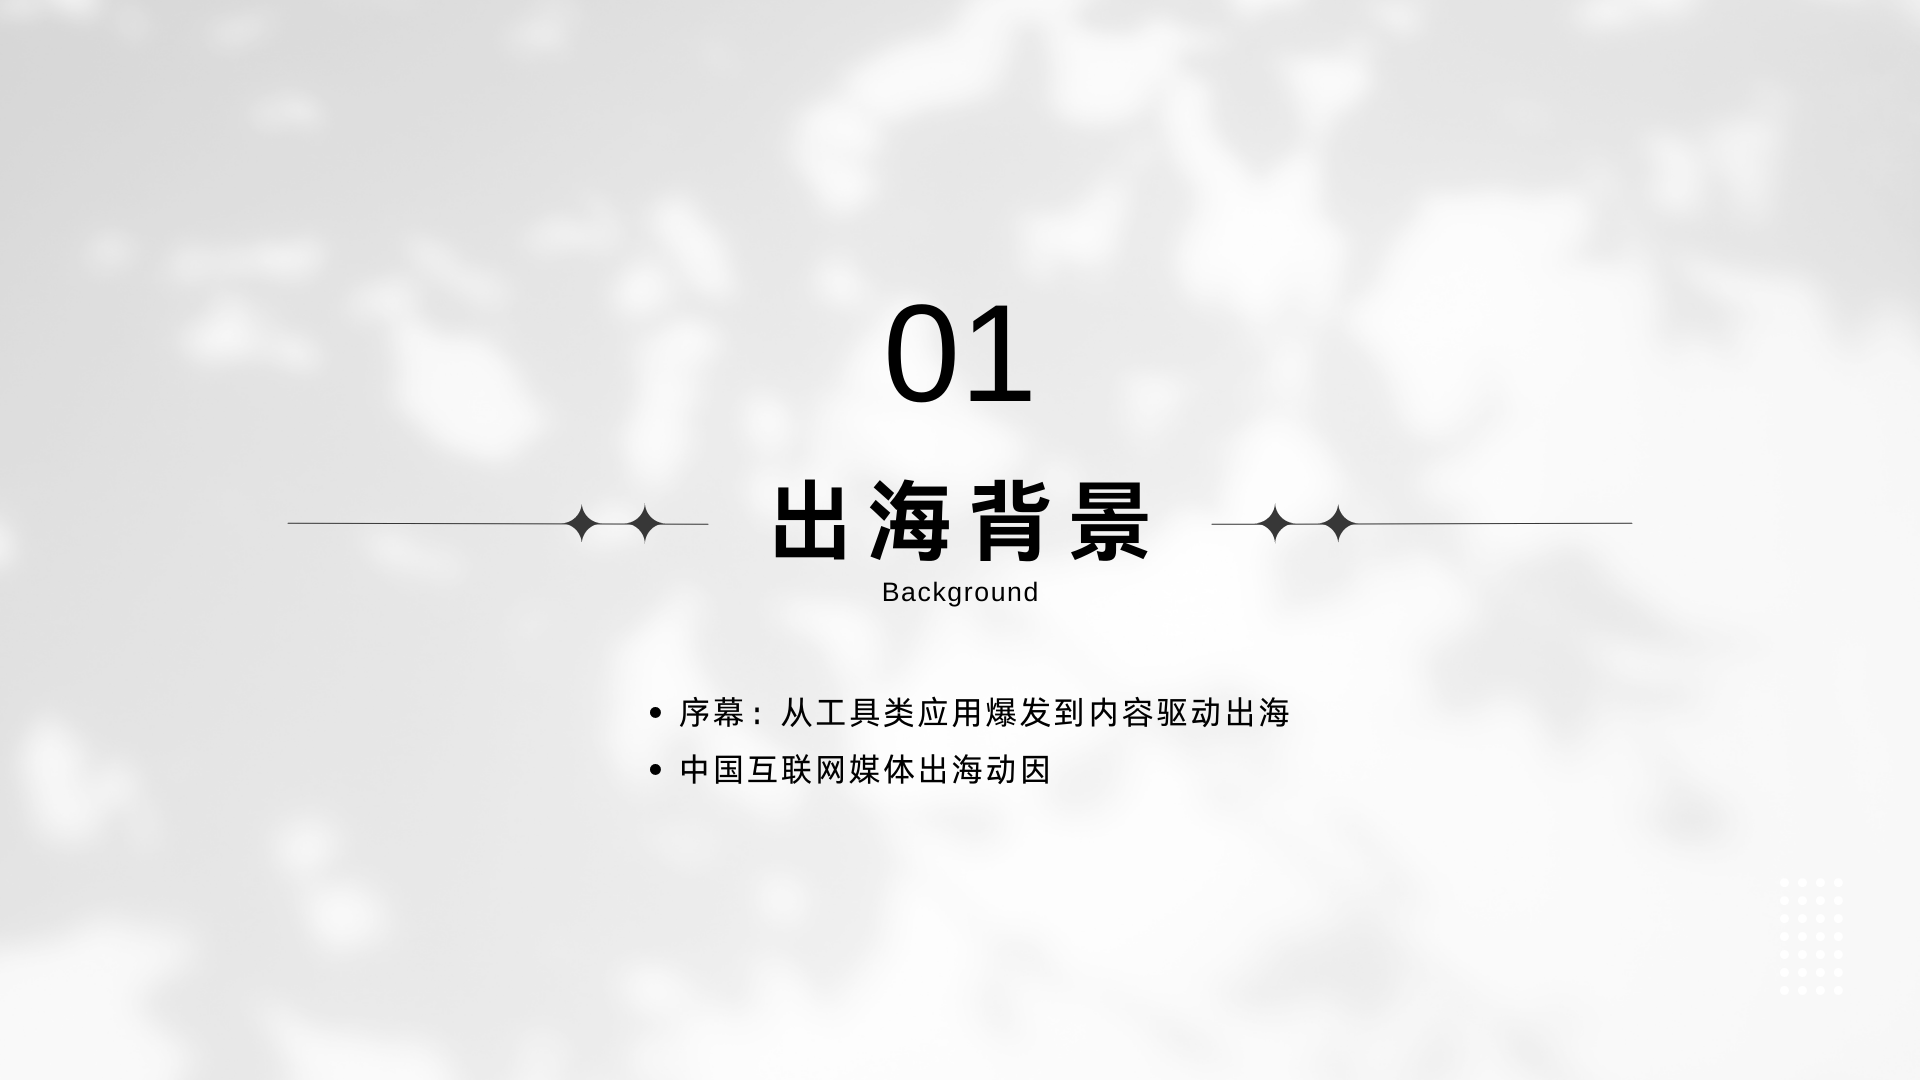 01
出海背景
Background
• 序幕：从工具类应用爆发到内容驱动出海
• 中国互联网媒体出海动因